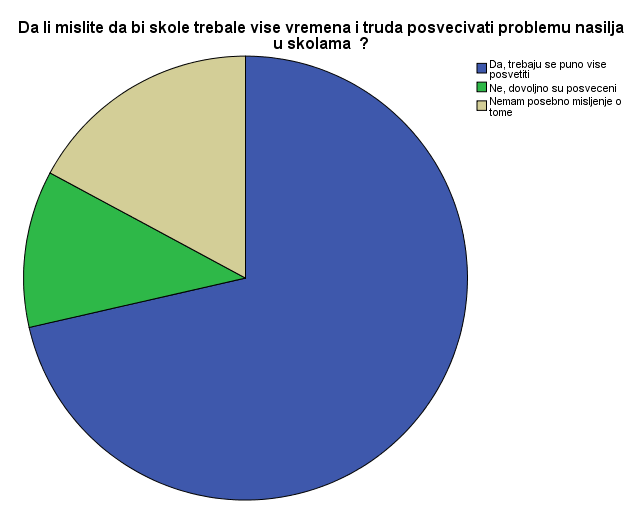 Da li mislite da bi skole trebale vise vremena i truda posvecivati problemu nasilja
u skolama  ?
Da, trebaju se puno vise
posvetiti
Ne, dovoljno su posveceni
Nemam posebno misljenje o
tome